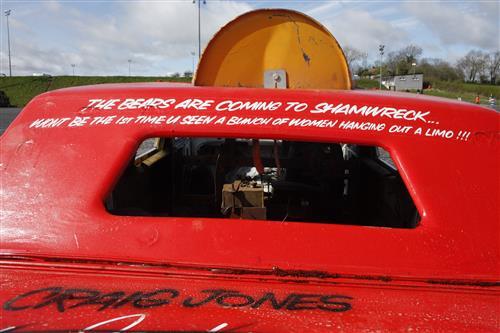 THE BEARS ARE COMING TO SHAMWRECK...
WONT BE THE 1ST TIME U SEEN A BUNCH OF WOMEN HANGING OUT A LIMO !!!
CRAIG JONES